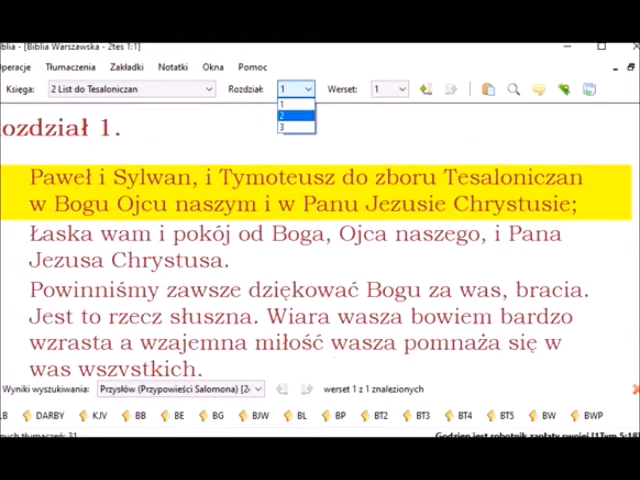 blia - [Biblia Warszawska - 2tes 1:1]
peracje Tłumaczenia Zakładki Notatki Okna Pomoc
Księga: 2 List do Tesaloniczan Rozdział: 1 Werset: 1
1
2
3
ozdział 1.
Paweł i Sylwan, i Tymoteusz do zboru Tesaloniczan
w Bogu Ojcu naszym i w Panu Jezusie Chrystusie;
Łaska wam i pokój od Boga, Ojca naszego, i Pana
Jezusa Chrystusa.
Powinniśmy zawsze dziękować Bogu za was, bracia.
Jest to rzecz słuszna. Wiara wasza bowiem bardzo
wzrasta a wzajemna miłość wasza pomnaża się w
was wszystkich.
Wyniki wyszukiwania: Przysłów (Przypowieści Salomona) [2 werset 1 z 1 znalezionych
LB DARBY KJV BB BE BG BJW BL BP BT2 BT3 BT4 BT5 BW BWP
nych tłumaczeń: 31 Godzien jest robotnik zapłaty swojej [1Tym 5:18]